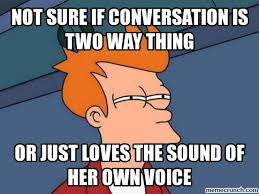 NOT SURE IF CONVERSATION IS
TWO WAY THING
OR JUST LOVES THE SOUND OF
HER OWN VOICE
memecrunch.com